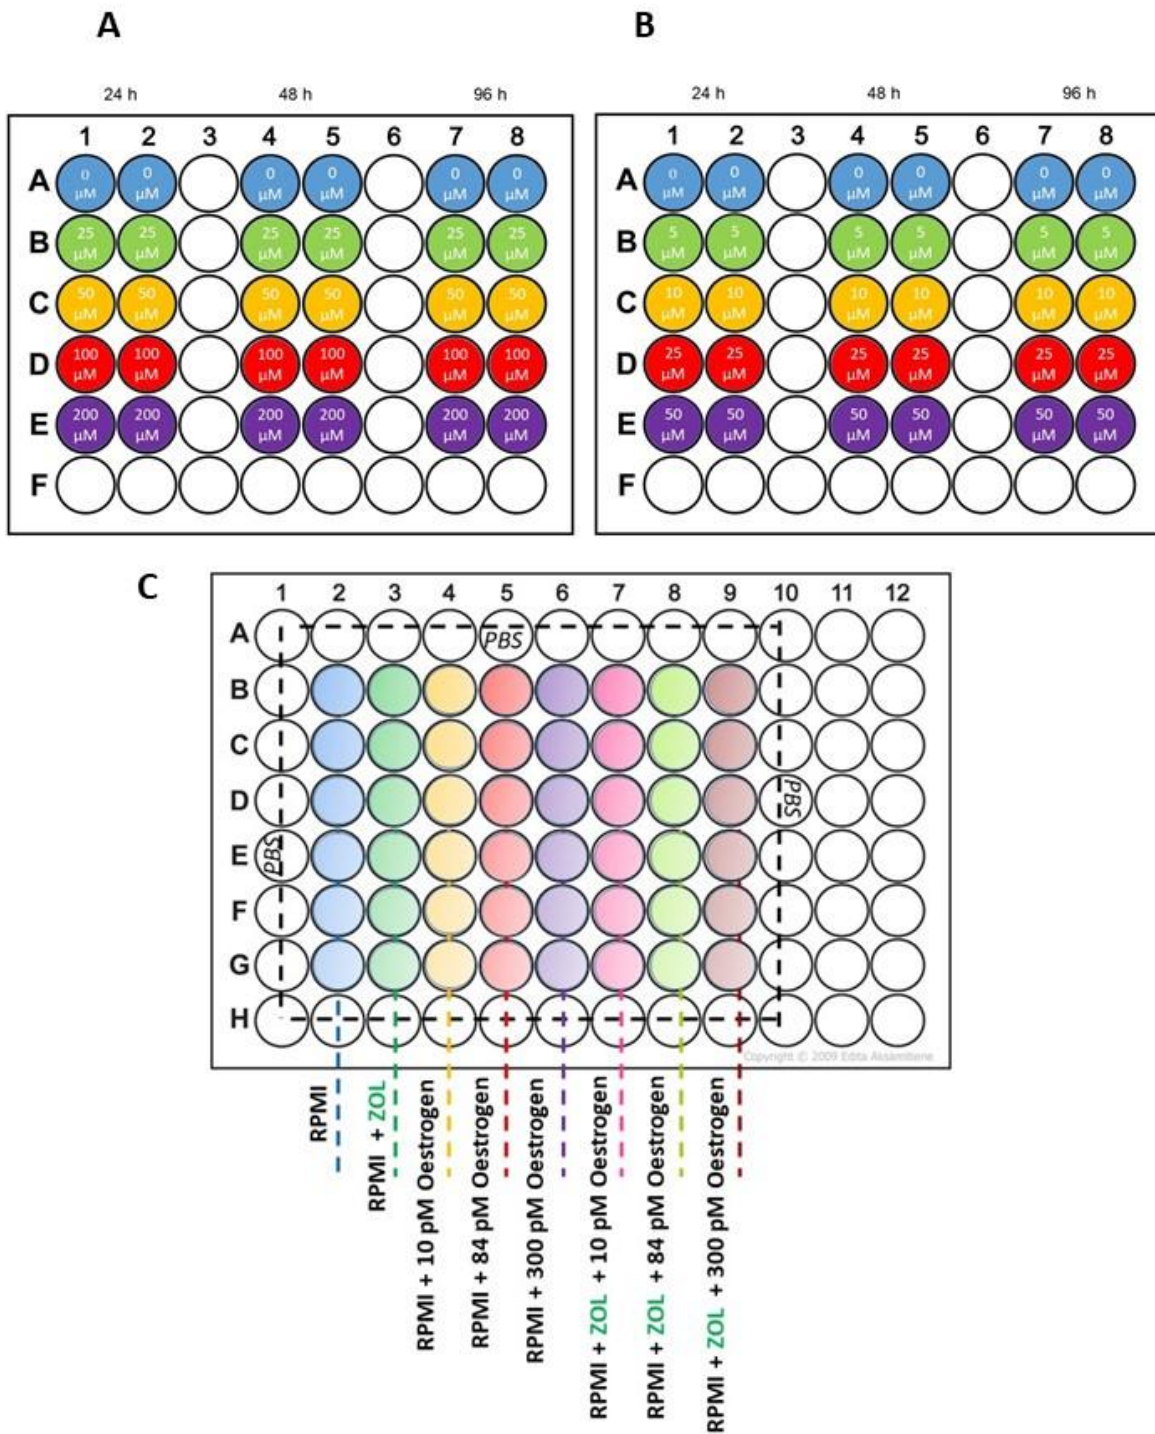 A
B
24 h 48 h 96 h
24 h 48 h 96 h
1 2 3 4 5 6 7 8
1 2 3 4 5 6 7 8
A 0 µM 0 µM 0 µM 0 µM 0 µM 0 µM
B 25 µM 25 µM 25 µM 25 µM 25 µM 25 µM
C 50 µM 50 µM 50 µM 50 µM 50 µM 50 µM
D 100 µM 100 µM 100 µM 100 µM 100 µM 100 µM
E 200 µM 200 µM 200 µM 200 µM 200 µM 200 µM
F
A 0 µM 0 µM 0 µM 0 µM 0 µM 0 µM
B 5 µM 5 µM 5 µM 5 µM 5 µM 5 µM
C 10 µM 10 µM 10 µM 10 µM 10 µM 10 µM
D 25 µM 25 µM 25 µM 25 µM 25 µM 25 µM
E 50 µM 50 µM 50 µM 50 µM 50 µM 50 µM
F
C
1 2 3 4 5 6 7 8 9 10 11 12
A PBS
B
C
D PBS
E PBS
F
G
H
Copyright © 2009 Edita Aksamitiene
RPMI
RPMI + ZOL
RPMI + 10 pM Oestrogen
RPMI + 84 pM Oestrogen
RPMI + 300 pM Oestrogen
RPMI + ZOL + 10 pM Oestrogen
RPMI + ZOL + 84 pM Oestrogen
RPMI + ZOL + 300 pM Oestrogen